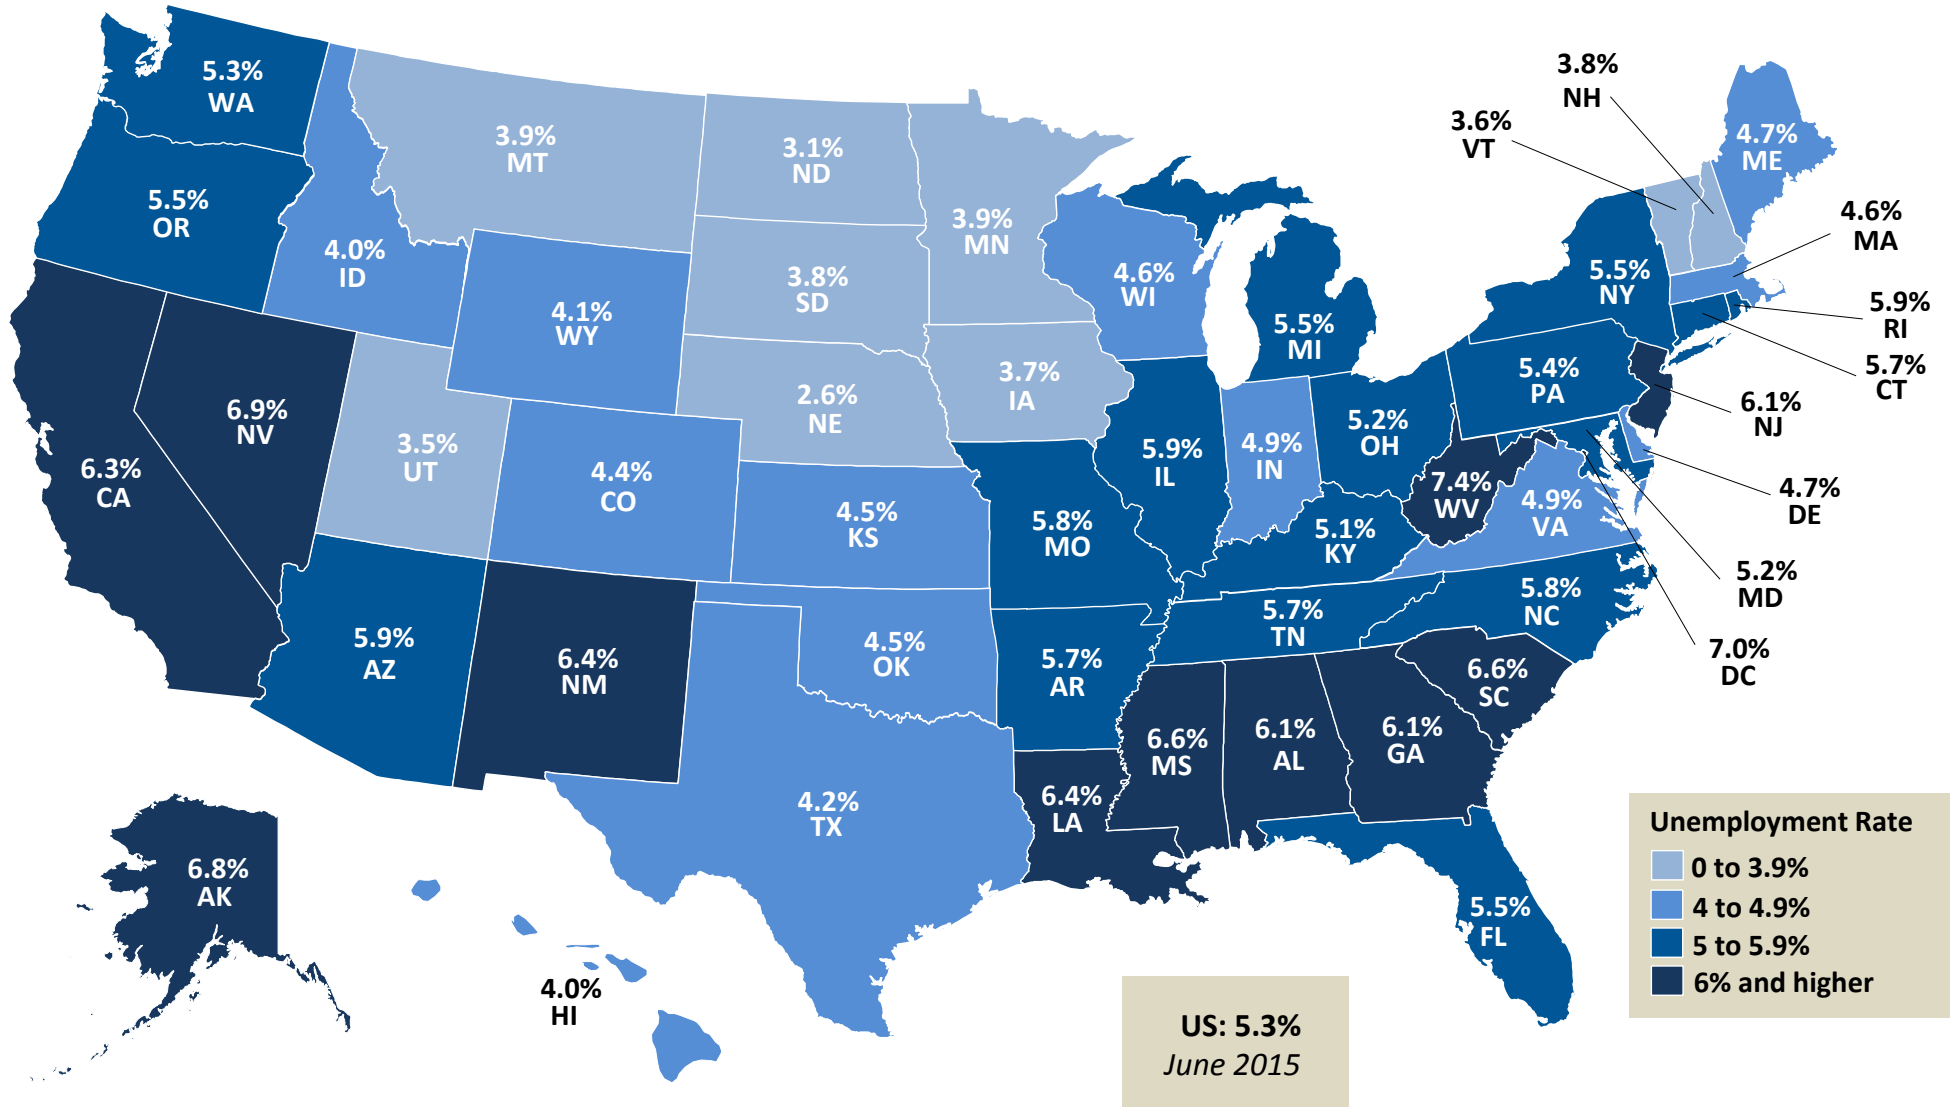 5.3%
WA
3.9%
MT
3.1%
ND
3.9%
MN
5.5%
OR
4.0%
ID
4.1%
WY
3.8%
SD
4.6%
WI
5.5%
MI
3.8%
NH
3.6%
VT
4.7%
ME
4.6%
MA
5.5%
NY
5.9%
RI
5.7%
CT
6.1%
NJ
5.4%
PA
6.9%
NV
3.5%
UT
2.6%
NE
3.7%
IA
5.9%
IL
4.9%
IN
5.2%
OH
6.3%
CA
4.4%
CO
4.5%
KS
5.8%
MO
5.1%
KY
7.4%
WV
4.9%
VA
4.7%
DE
5.2%
MD
7.0%
DC
5.9%
AZ
6.4%
NM
4.5%
OK
5.7%
AR
5.7%
TN
5.8%
NC
6.6%
SC
4.2%
TX
6.4%
LA
6.6%
MS
6.1%
AL
6.1%
GA
5.5%
FL
6.8%
AK
4.0%
HI
US: 5.3%
June 2015
Unemployment Rate
0 to 3.9%
4 to 4.9%
5 to 5.9%
6% and higher